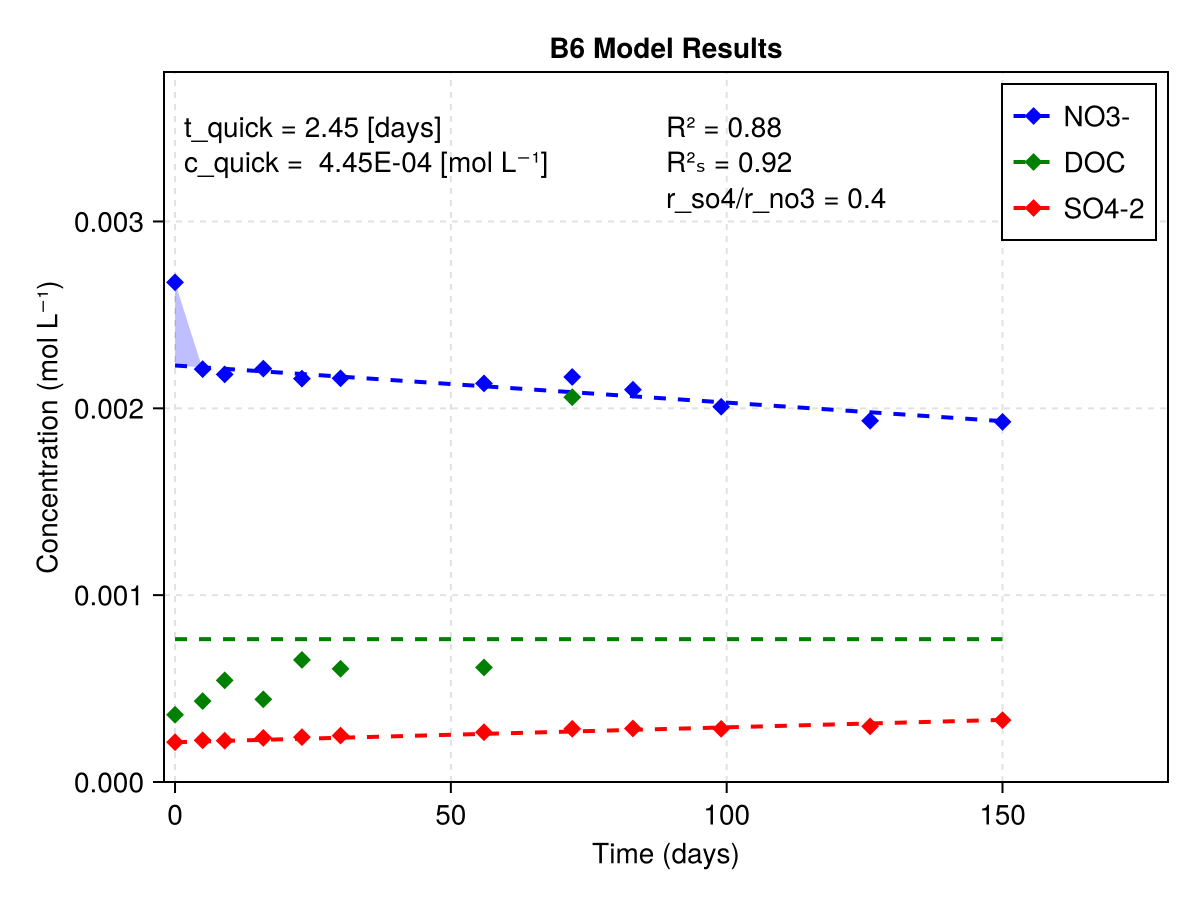 B6 Model Results
t_quick = 2.45 [days]
c_quick =  4.45E-04 [mol L⁻¹]
R² = 0.88
R²ₛ = 0.92
r_so4/r_no3 = 0.4
NO3-
DOC
SO4-2
Concentration (mol L⁻¹)
0.003
0.002
0.001
0.000
0
50
100
150
Time (days)